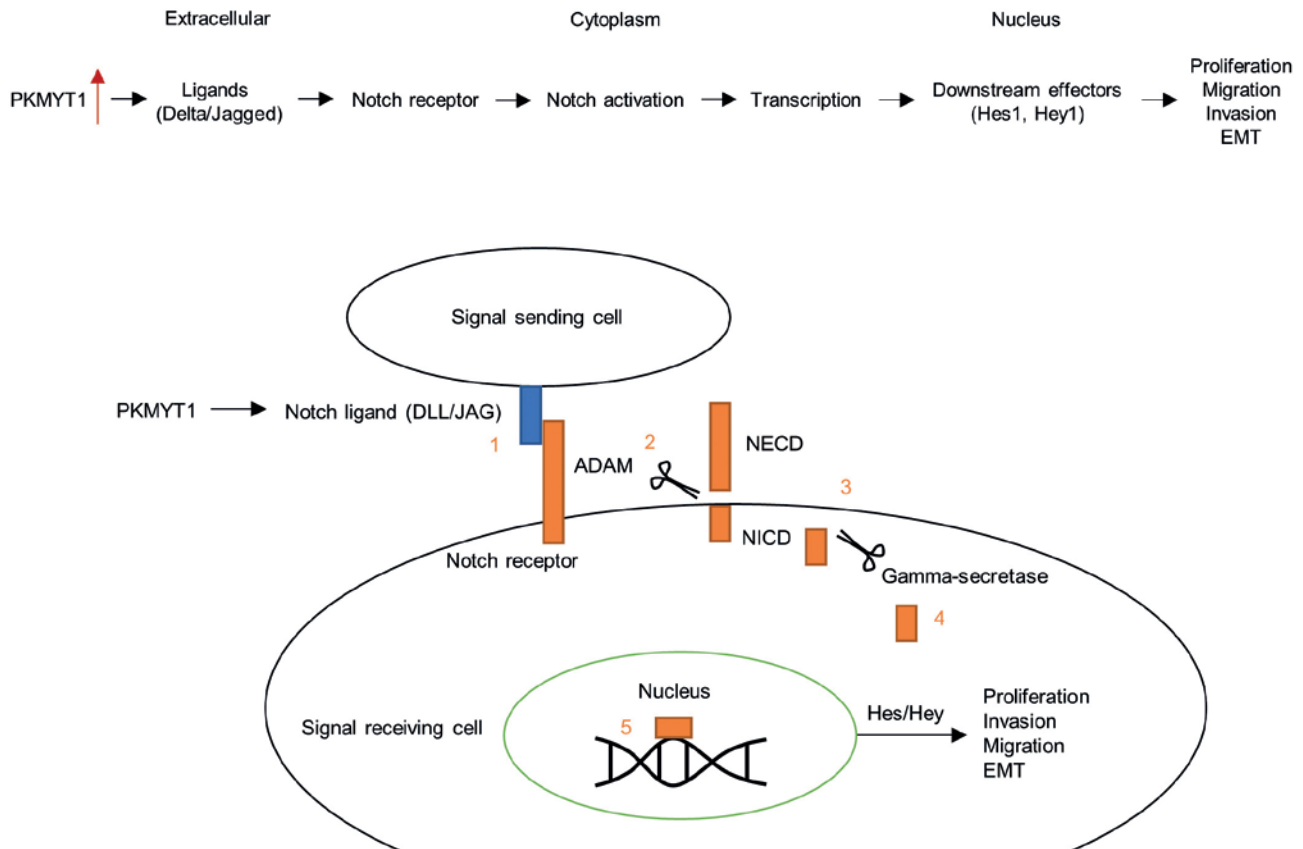 Extracellular
Cytoplasm
Nucleus
PKMYT1
Ligands
(Delta/Jagged)
Notch receptor
Notch activation
Transcription
Downstream effectors
(Hes1, Hey1)
Proliferation
Migration
Invasion
EMT
Signal sending cell
PKMYT1
Notch ligand (DLL/JAG)
1
ADAM
2
NECD
3
Notch receptor
NICD
Gamma-secretase
4
Nucleus
5
Signal receiving cell
Hes/Hey
Proliferation
Invasion
Migration
EMT